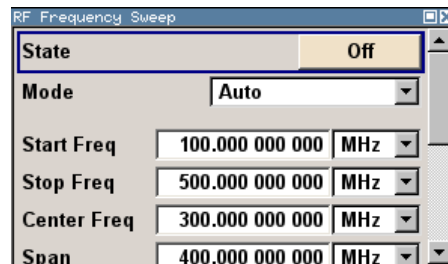 RF Frequency Sweep
State Off
Mode Auto
Start Freq 100.000 000 000 MHz
Stop Freq 500.000 000 000 MHz
Center Freq 300.000 000 000 MHz
Span 400.000 000 000 MHz